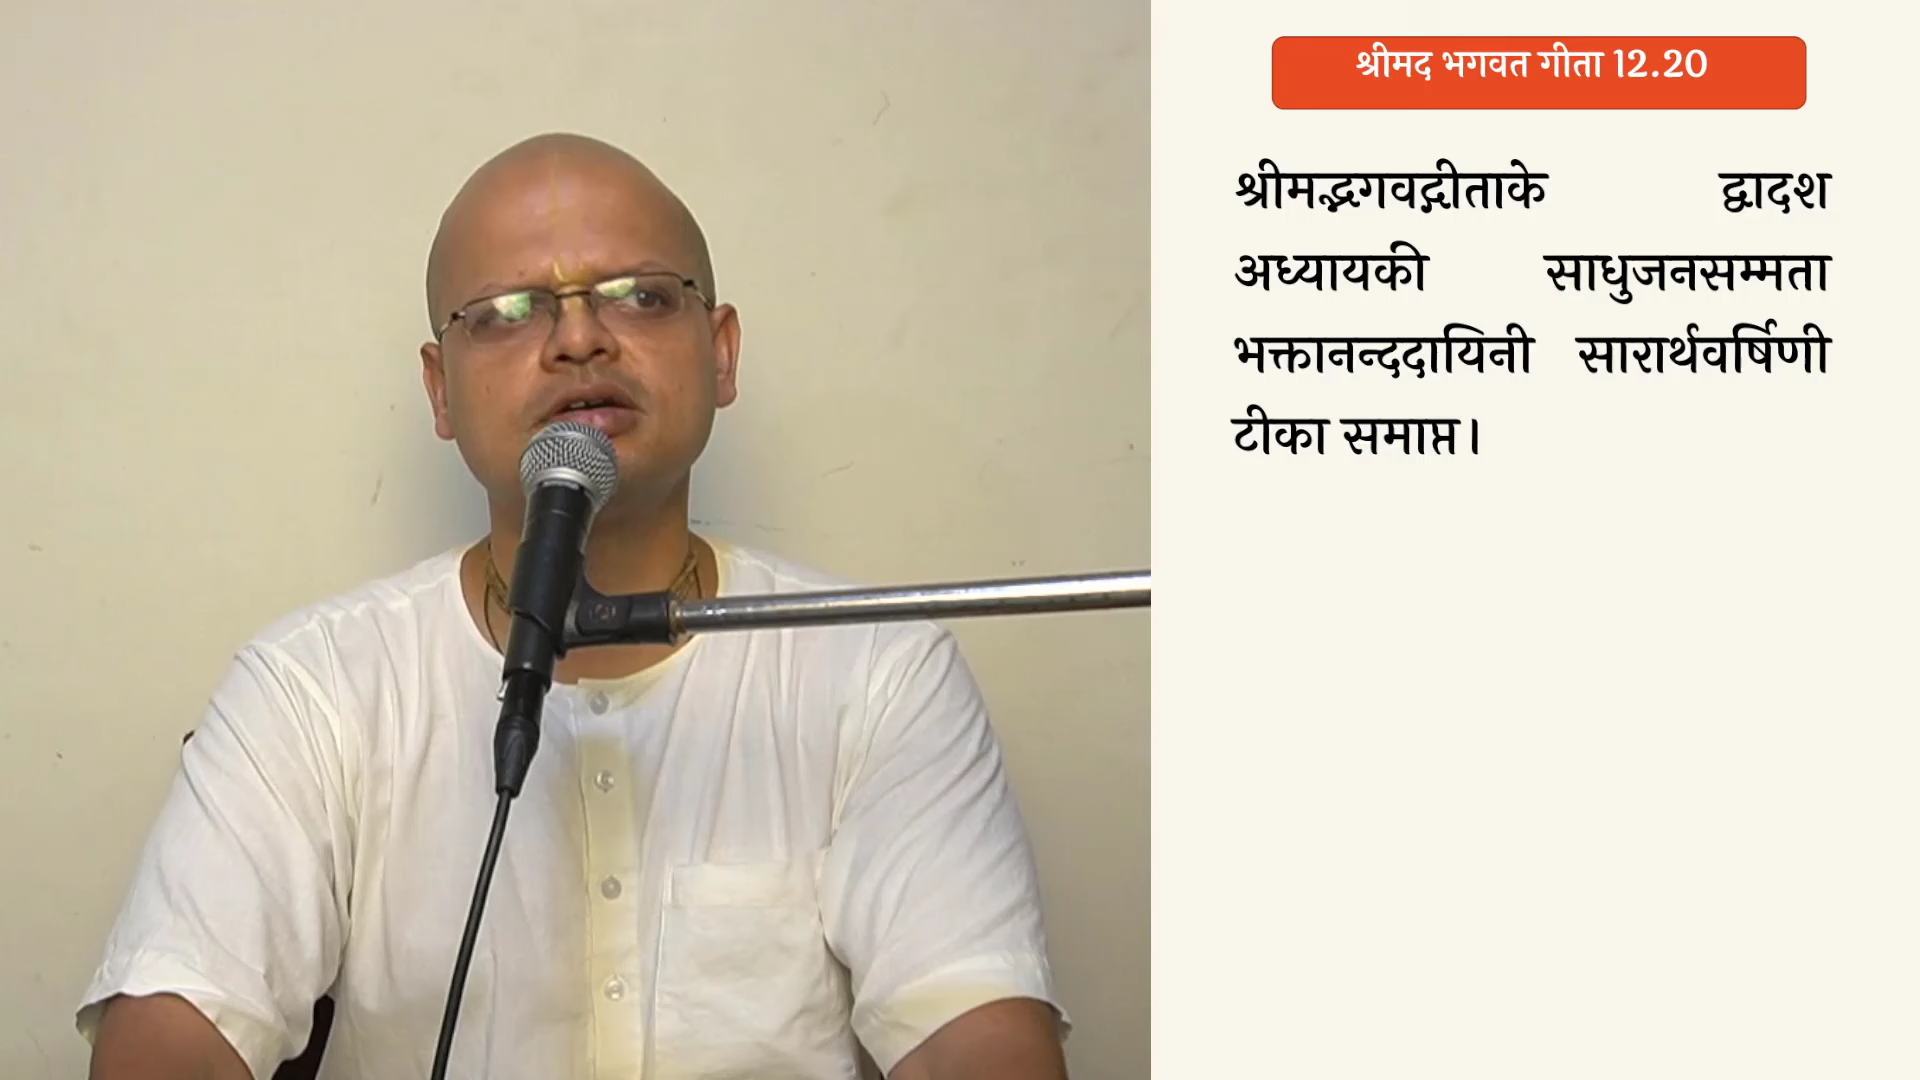 श्रीमद भगवत गीता 12.20
श्रीमद्भगवद्गीताके द्वादश
अध्यायकी साधुजनसम्मता
भक्तानन्ददायिनी सारार्थवर्षिणी
टीका समाप्त।